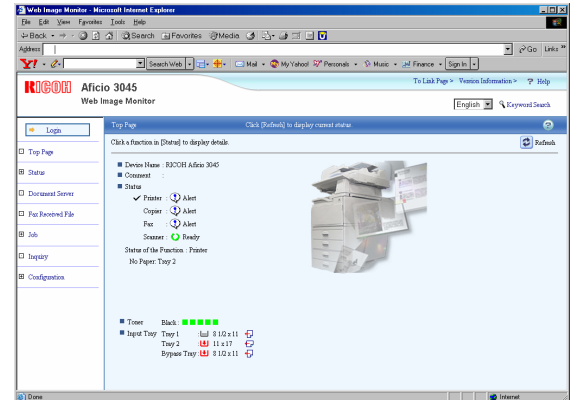 Web Image Monitor - Microsoft Internet Explorer
File Edit View Favorites Tools Help
Back Search Favorites Media
Address Go Links »
Y! Search Web Mail My Yahoo! Personals Music Finance Sign In
RICOH Aficio 3045
Web Image Monitor
To Link Page > Version Information > ? Help
English Keyword Search
Login
Top Page Click [Refresh] to display current status.
Click a function in [Status] to display details. Refresh
Top Page
Status
Document Server
Fax Received File
Job
Inquiry
Configuration
Device Name : RICOH Aficio 3045
Comment :
Status
Printer : Alert
Copier : Alert
Fax : Alert
Scanner : Ready
Status of the Function : Printer
No Paper: Tray 2
Toner Black :
Input Tray Tray 1 : 8 1/2 x 11
Tray 2 : 11 x 17
Bypass Tray : 8 1/2 x 11
Done Internet